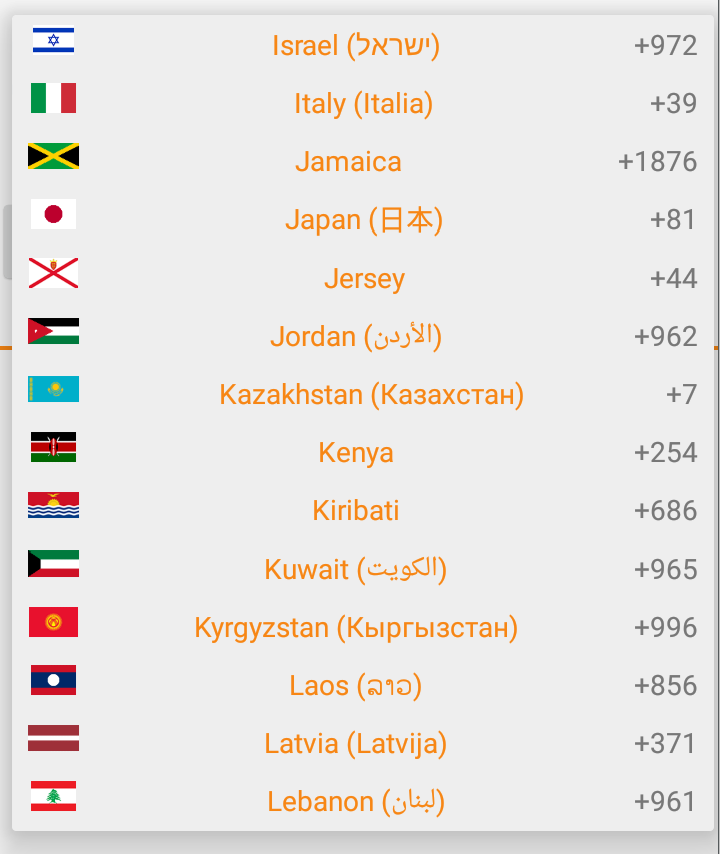 Israel (ישראל) +972
Italy (Italia) +39
Jamaica +1876
Japan (日本) +81
Jersey +44
Jordan (الأردن) +962
Kazakhstan (Казахстан) +7
Kenya +254
Kiribati +686
Kuwait (الكويت) +965
Kyrgyzstan (Кыргызстан) +996
Laos (ລາວ) +856
Latvia (Latvija) +371
Lebanon (لبنان) +961